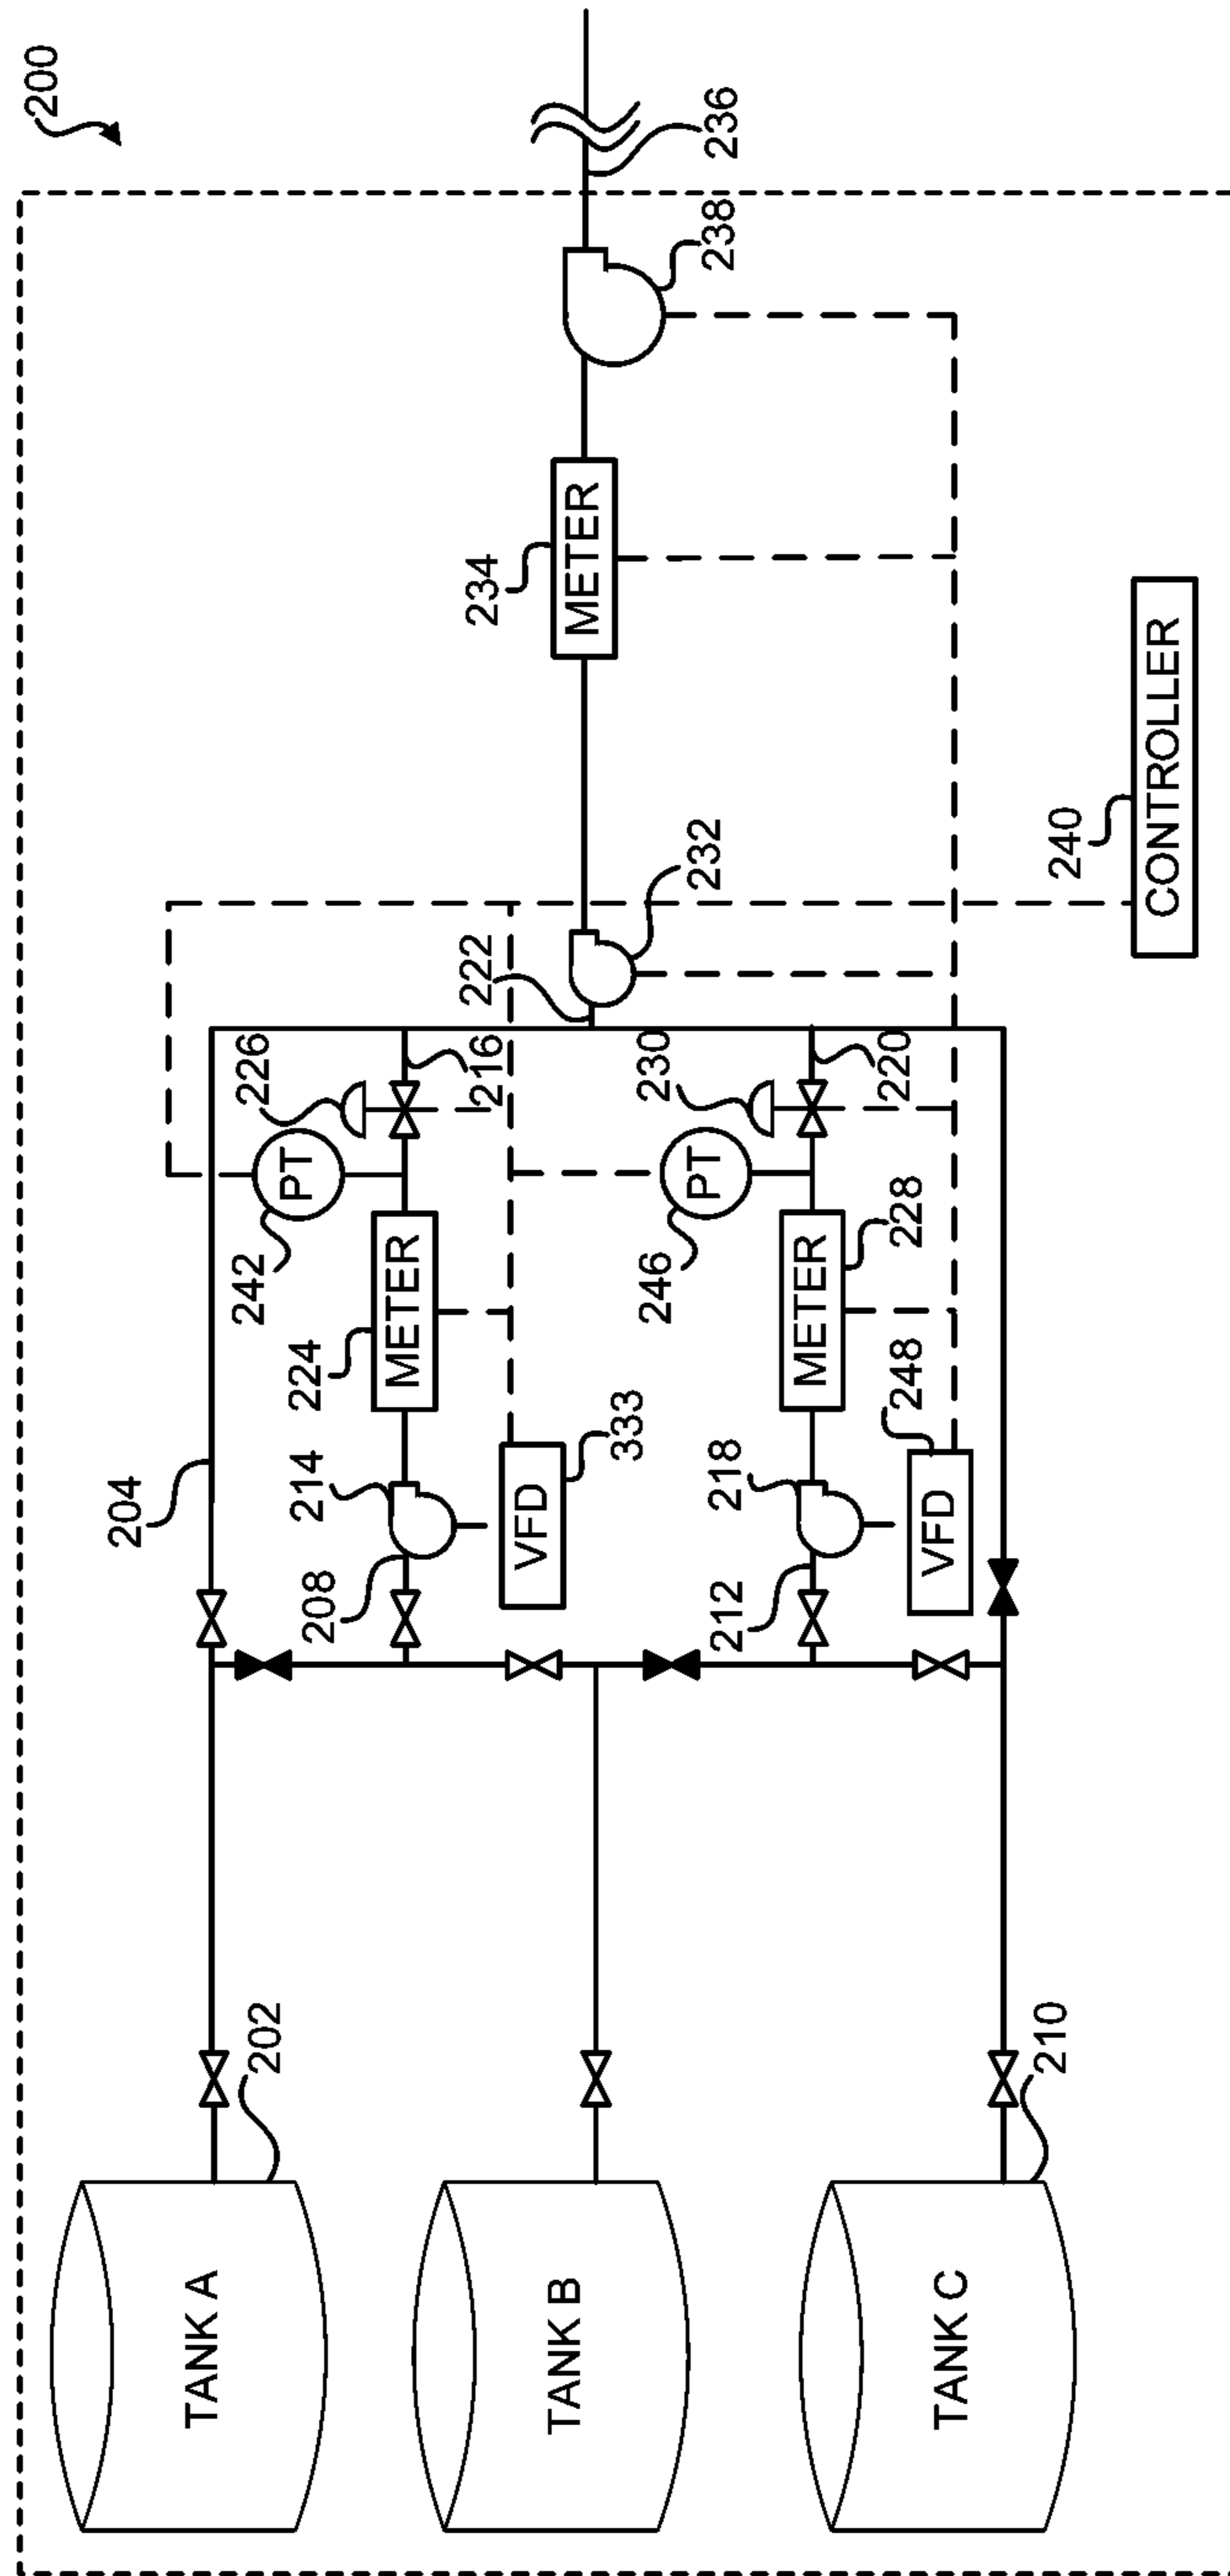 200
204
TANK A
202
242
PT
226
216
208
214
224
METER
VFD
333
222
232
234
METER
238
236
TANK B
246
PT
230
220
212
218
METER
228
VFD
248
TANK C
210
240
CONTROLLER